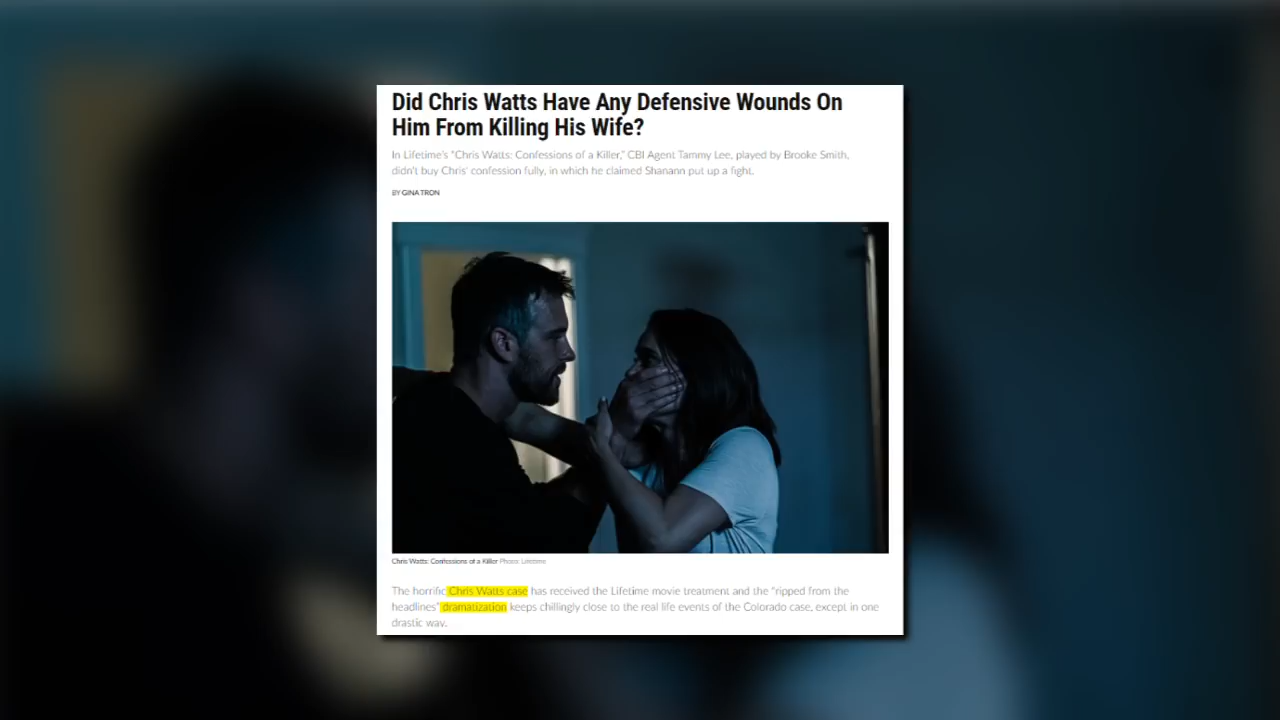 Did Chris Watts Have Any Defensive Wounds On
Him From Killing His Wife?
In Lifetime's "Chris Watts: Confessions of a Killer," CBI Agent Tammy Lee, played by Brooke Smith,
didn't buy Chris' confession fully, in which he claimed Shanann put up a fight.
BY GINA TRON
Chris Watts: Confessions of a Killer Photo: Lifetime
The horrific Chris Watts case has received the Lifetime movie treatment and the "ripped from the
headlines" dramatization keeps chillingly close to the real life events of the Colorado case, except in one
drastic way.